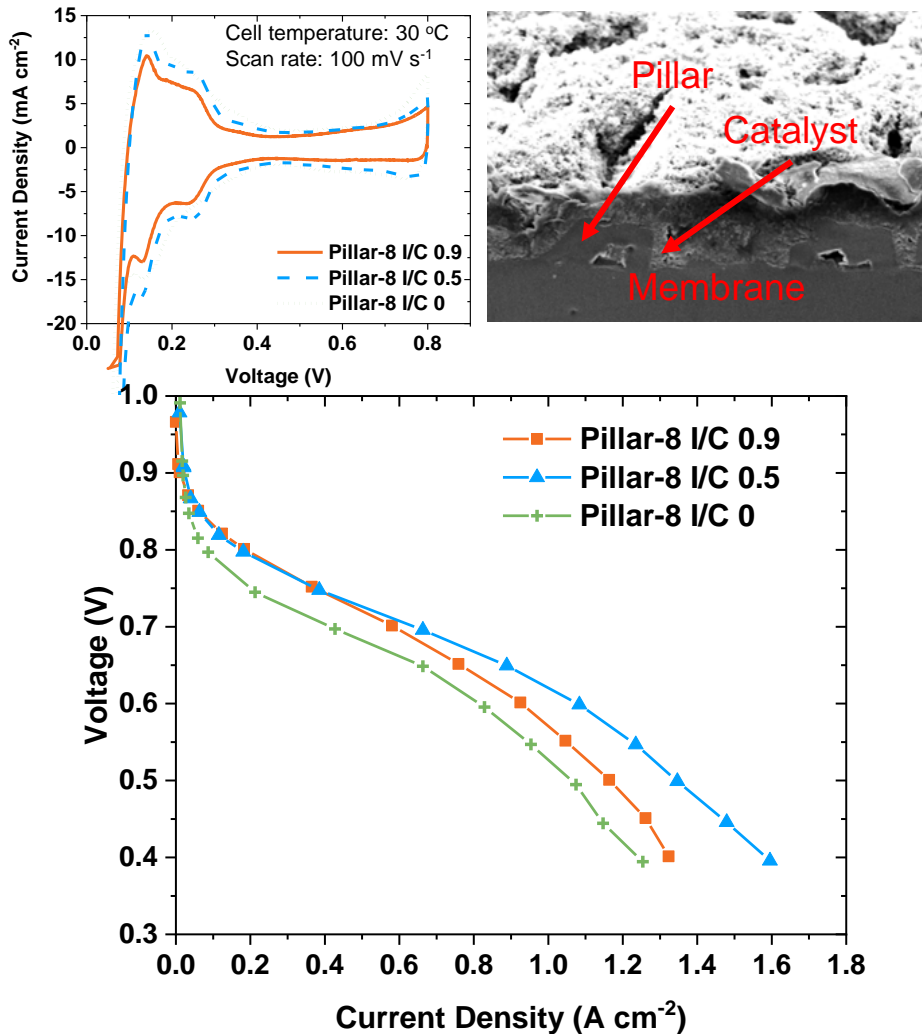 Cell temperature: 30 °C
Scan rate: 100 mV s⁻¹
15
10
5
0
-5
-10
-15
-20
Current Density (mA cm⁻²)
Pillar-8 I/C 0.9
Pillar-8 I/C 0.5
Pillar-8 I/C 0
0.0 0.2 0.4 0.6 0.8
Voltage (V)
Pillar
Catalyst
Membrane
1.0
0.9
0.8
0.7
0.6
0.5
0.4
0.3
Voltage (V)
Pillar-8 I/C 0.9
Pillar-8 I/C 0.5
Pillar-8 I/C 0
0.0 0.2 0.4 0.6 0.8 1.0 1.2 1.4 1.6 1.8
Current Density (A cm⁻²)